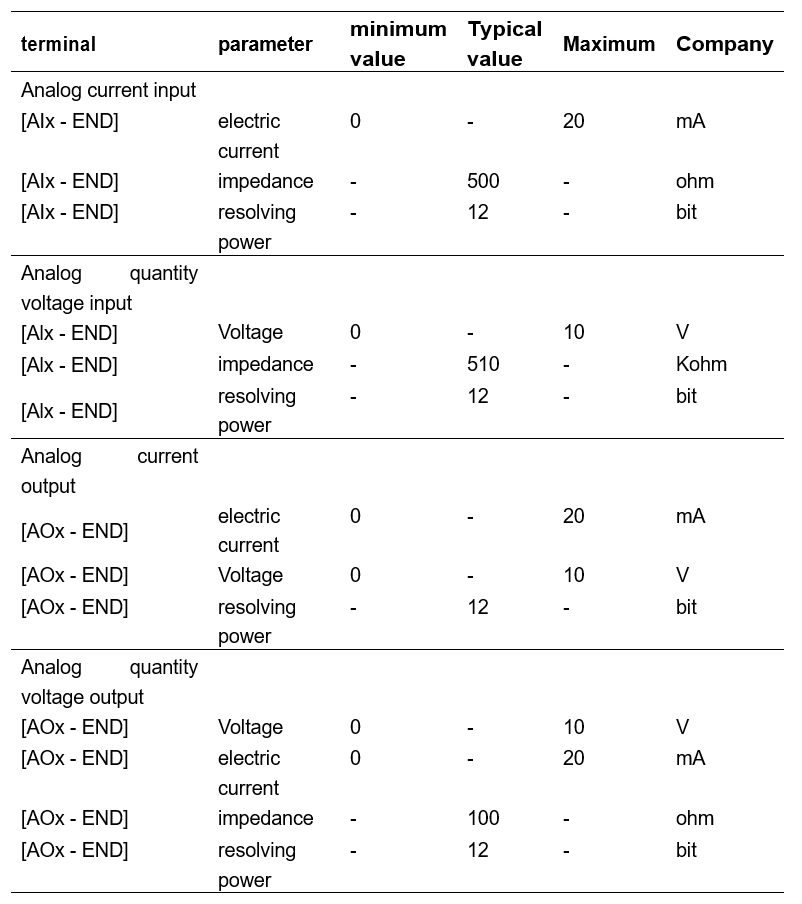 terminal parameter minimum value Typical value Maximum Company
Analog current input
[AIx - END] electric current 0 - 20 mA
[AIx - END] impedance - 500 - ohm
[AIx - END] resolving power - 12 - bit
Analog quantity voltage input
[AIx - END] Voltage 0 - 10 V
[AIx - END] impedance - 510 - Kohm
[AIx - END] resolving power - 12 - bit
Analog current output
[AOx - END] electric current 0 - 20 mA
[AOx - END] Voltage 0 - 10 V
[AOx - END] resolving power - 12 - bit
Analog quantity voltage output
[AOx - END] Voltage 0 - 10 V
[AOx - END] electric current 0 - 20 mA
[AOx - END] impedance - 100 - ohm
[AOx - END] resolving power - 12 - bit